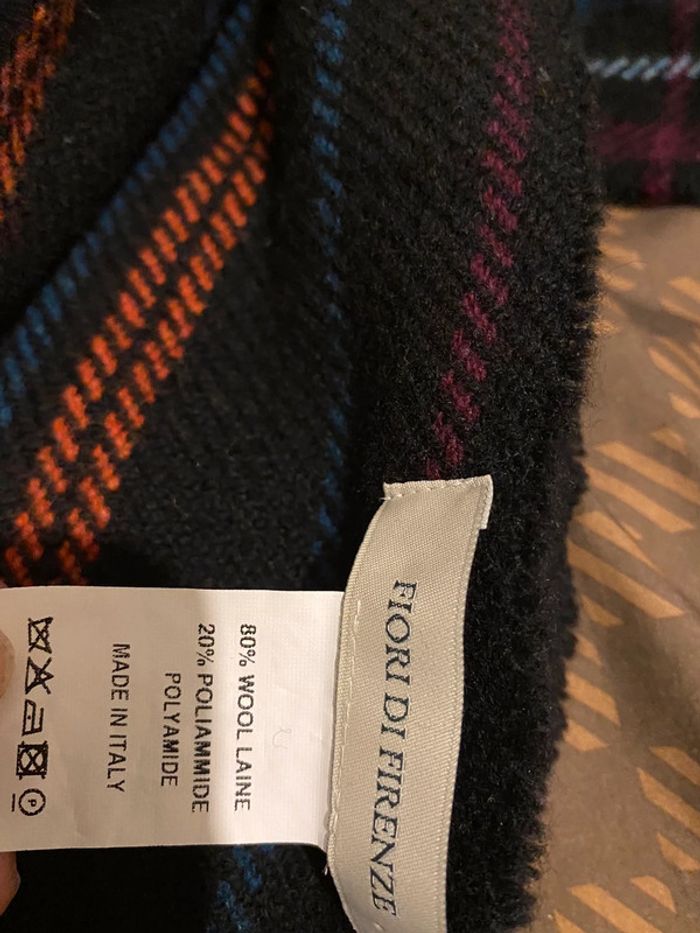 FIORI DI FIRENZE
80% WOOL LAINE
20% POLIAMMIDE
POLYAMIDE
MADE IN ITALY
P